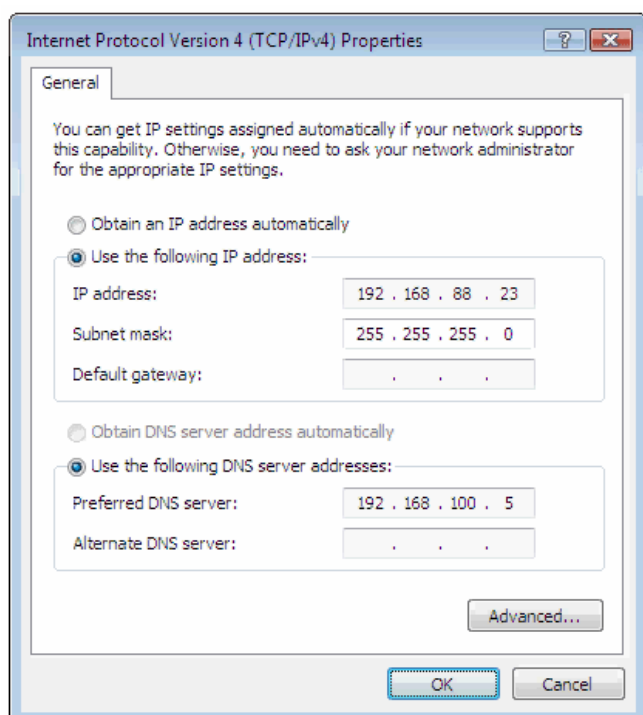 Internet Protocol Version 4 (TCP/IPv4) Properties
General
You can get IP settings assigned automatically if your network supports
this capability. Otherwise, you need to ask your network administrator
for the appropriate IP settings.
Obtain an IP address automatically
Use the following IP address:
IP address: 192 . 168 . 88 . 23
Subnet mask: 255 . 255 . 255 . 0
Default gateway: . . .
Obtain DNS server address automatically
Use the following DNS server addresses:
Preferred DNS server: 192 . 168 . 100 . 5
Alternate DNS server: . . .
Advanced...
OK Cancel